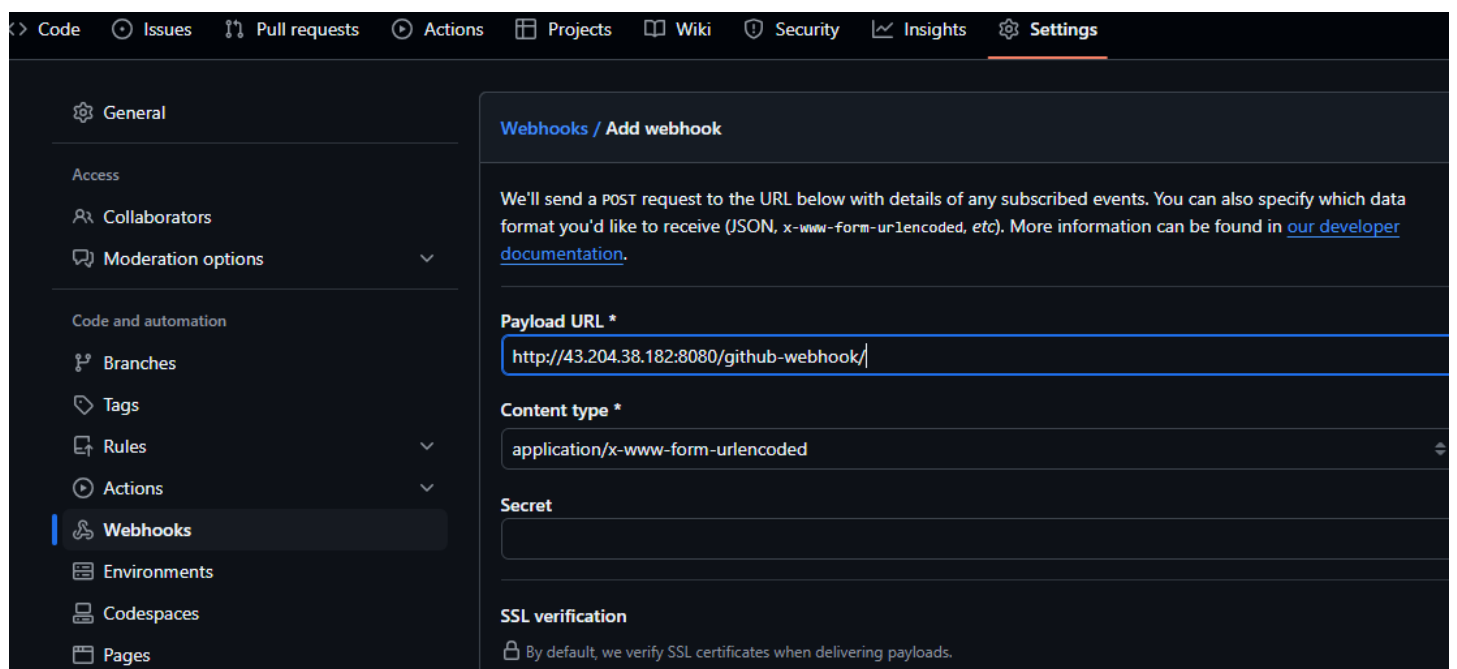 Code Issues Pull requests Actions Projects Wiki Security Insights Settings
General
Access
Collaborators
Moderation options
Code and automation
Branches
Tags
Rules
Actions
Webhooks
Environments
Codespaces
Pages
Webhooks / Add webhook
We'll send a POST request to the URL below with details of any subscribed events. You can also specify which data
format you'd like to receive (JSON, x-www-form-urlencoded, etc). More information can be found in our developer
documentation.
Payload URL *
http://43.204.38.182:8080/github-webhook/
Content type *
application/x-www-form-urlencoded
Secret
SSL verification
By default, we verify SSL certificates when delivering payloads.